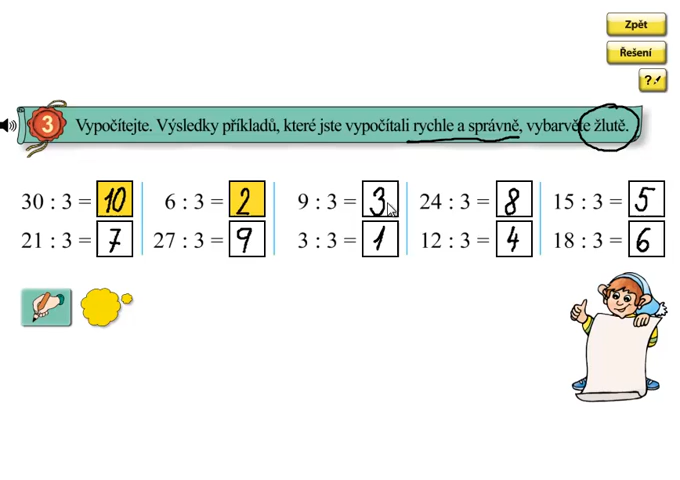 Zpět
Řešení
?
3 Vypočítejte. Výsledky příkladů, které jste vypočítali rychle a správně, vybarvěte žlutě.
30 : 3 = 10 6 : 3 = 2 9 : 3 = 3 24 : 3 = 8 15 : 3 = 5
21 : 3 = 7 27 : 3 = 9 3 : 3 = 1 12 : 3 = 4 18 : 3 = 6